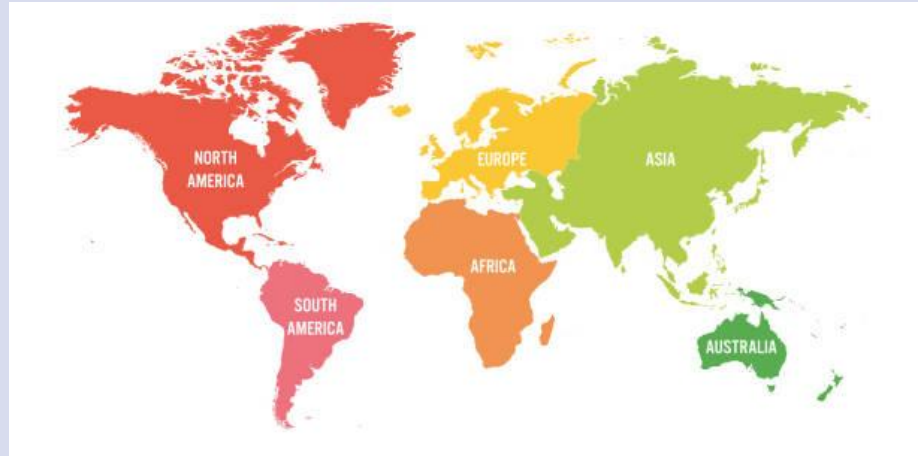 NORTH
AMERICA
EUROPE
ASIA
AFRICA
SOUTH
AMERICA
AUSTRALIA